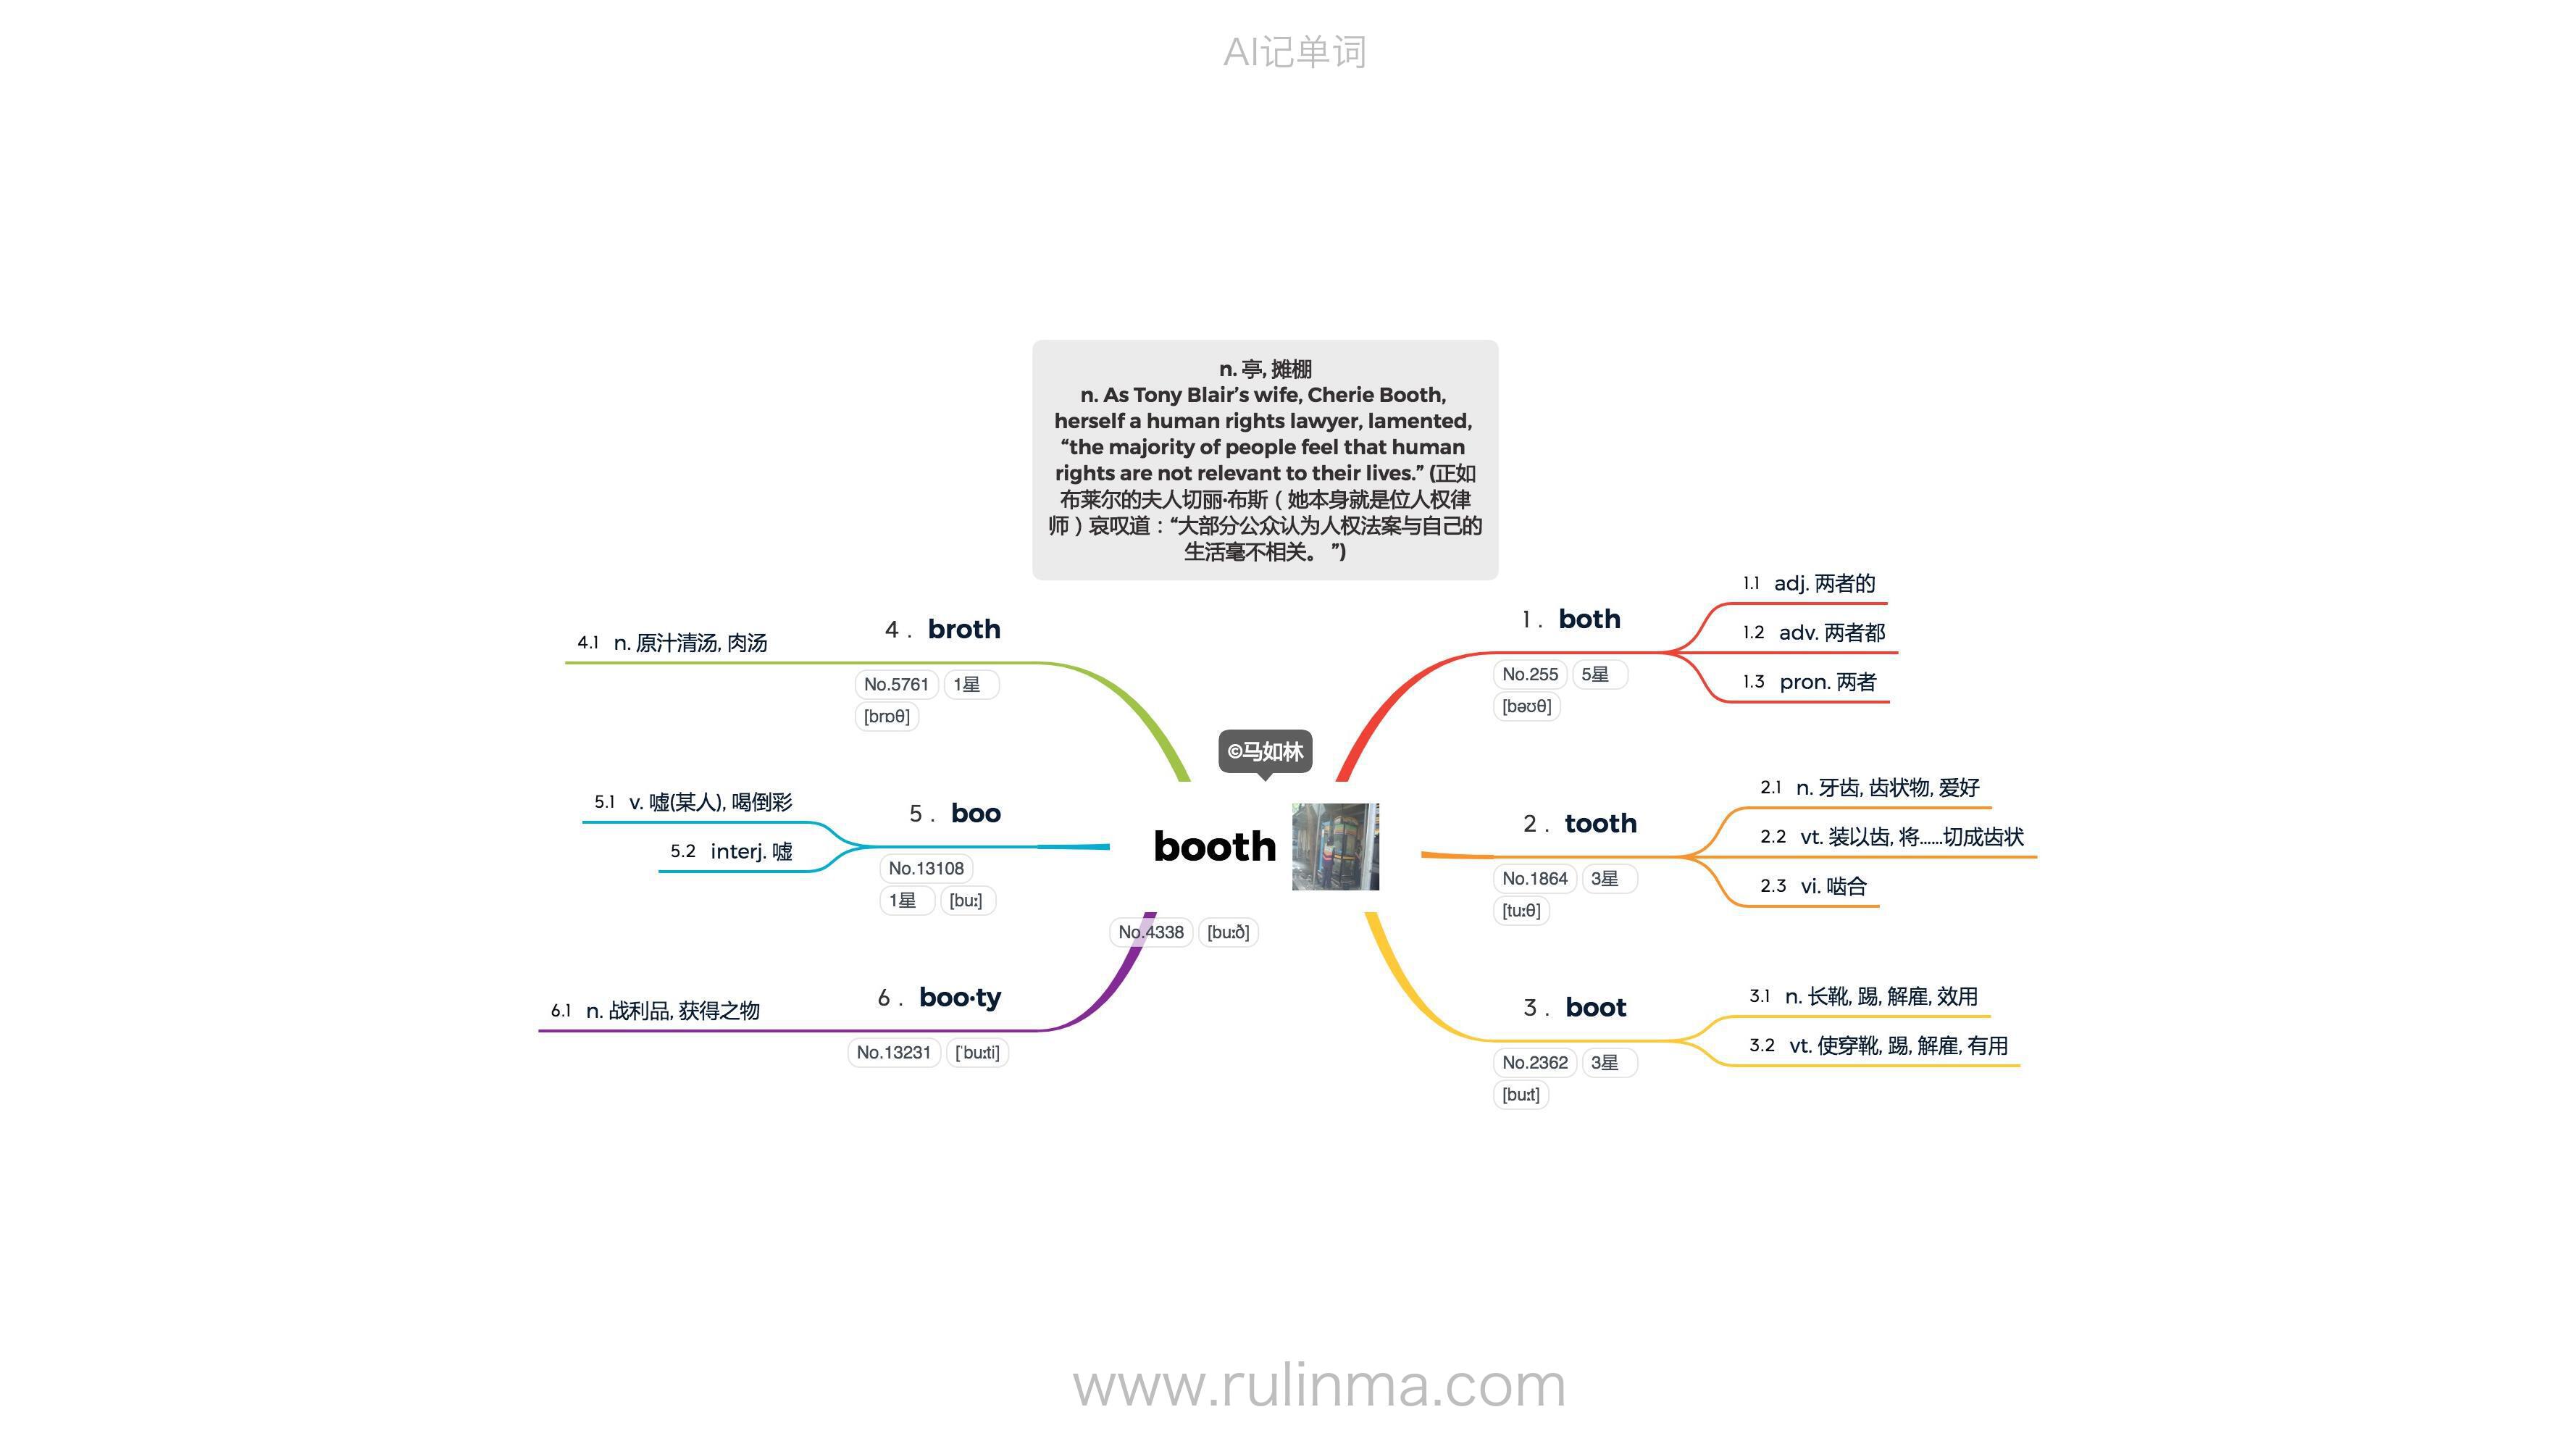 AI记单词
n. 亭, 摊棚
n. As Tony Blair’s wife, Cherie Booth,
herself a human rights lawyer, lamented,
“the majority of people feel that human
rights are not relevant to their lives.” (正如
布莱尔的夫人切丽·布斯（她本身就是位人权律
师）哀叹道：“大部分公众认为人权法案与自己的
生活毫不相关。 ”)
©马如林
booth
No.4338 [buːð]
1. both
No.255 5星
[bəʊθ]
1.1 adj. 两者的
1.2 adv. 两者都
1.3 pron. 两者
2. tooth
No.1864 3星
[tuːθ]
2.1 n. 牙齿, 齿状物, 爱好
2.2 vt. 装以齿, 将……切成齿状
2.3 vi. 啮合
3. boot
No.2362 3星
[buːt]
3.1 n. 长靴, 踢, 解雇, 效用
3.2 vt. 使穿靴, 踢, 解雇, 有用
4. broth
No.5761 1星
[brɒθ]
4.1 n. 原汁清汤, 肉汤
5. boo
No.13108
1星 [buː]
5.1 v. 嘘(某人), 喝倒彩
5.2 interj. 嘘
6. boo·ty
No.13231 [ˈbuːti]
6.1 n. 战利品, 获得之物
www.rulinma.com